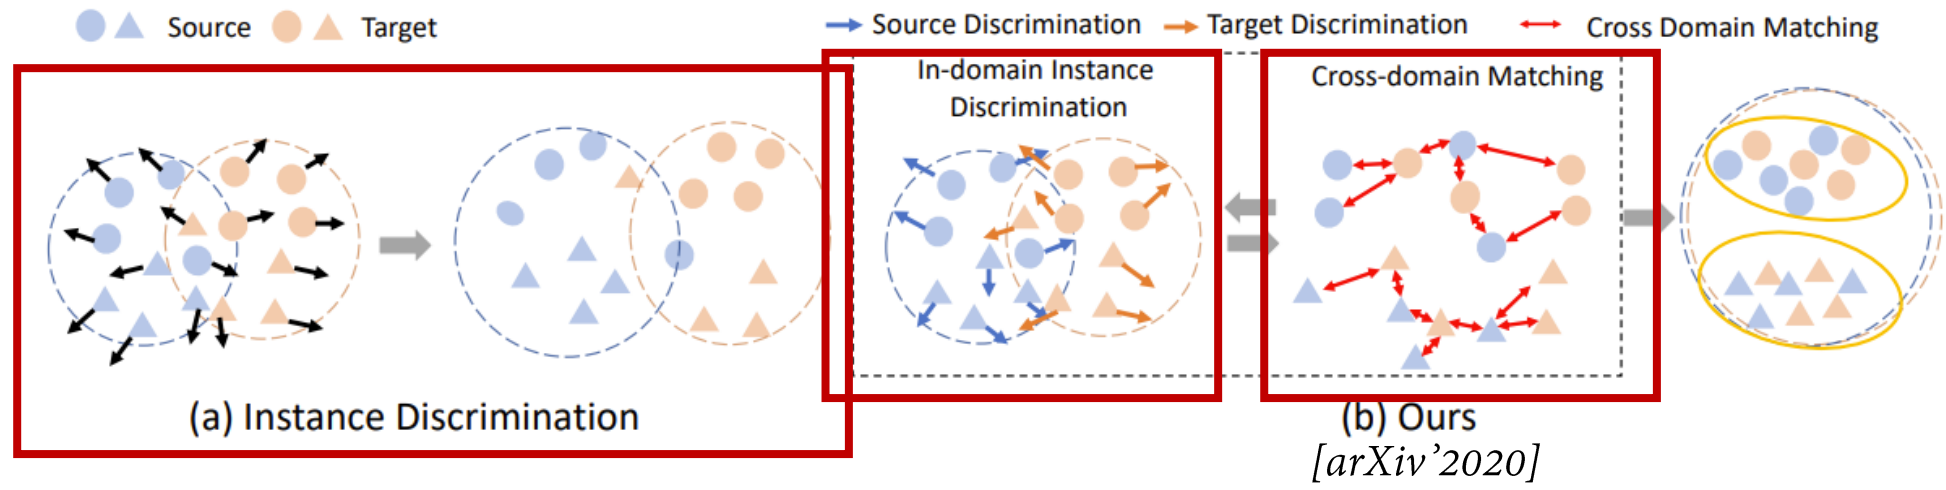 Source Target
Source Discrimination Target Discrimination Cross Domain Matching
In-domain Instance
Discrimination
Cross-domain Matching
(a) Instance Discrimination
(b) Ours
[arXiv’2020]